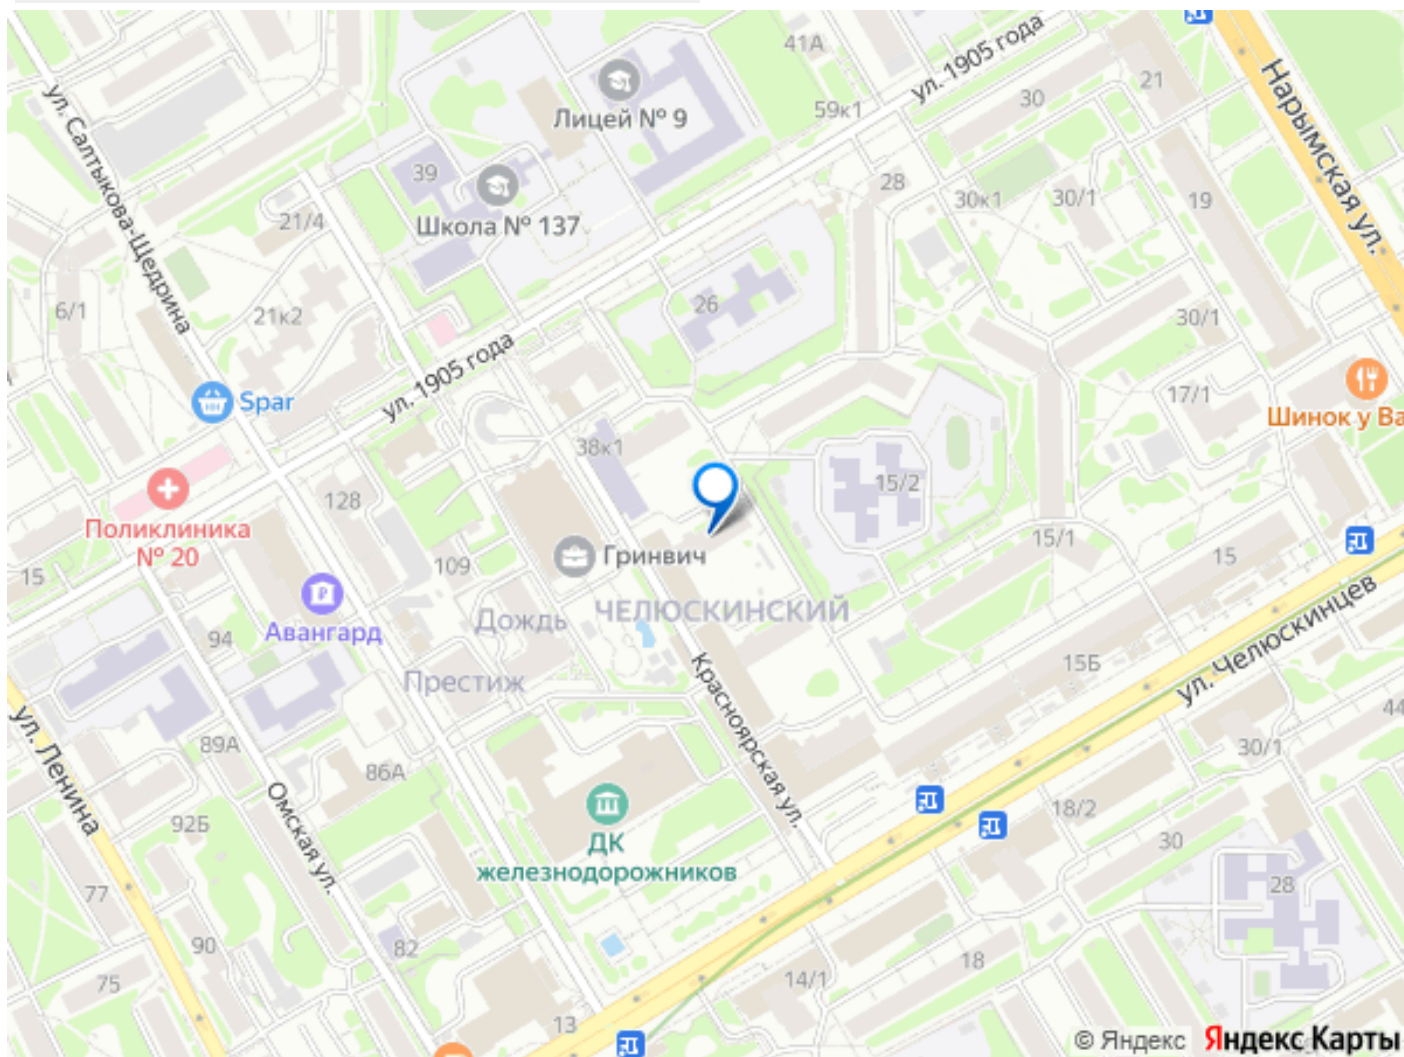 41А
ул. 1905 года
Лицей № 9
59к1
30
21
Нарымская ул.
ул. Салтыкова-Щедрина
39
Школа № 137
28
30к1
30/1
19
21/4
6/1
21к2
26
30/1
ул. 1905 года
Spar
17/1
Шинок у Ва
38к1
15/2
128
Поликлиника
№ 20
15
109
Гринвич
15/1
15
Авангард
94
Дождь
ЧЕЛЮСКИНСКИЙ
ул. Челюскинцев
Престиж
15Б
Красноярская ул.
44
ул. Ленина
89А
86А
30/1
Омская ул.
92Б
18/2
30
ДК
железнодорожников
77
28
90
82
75
14/1
18
13
© Яндекс Яндекс Карты